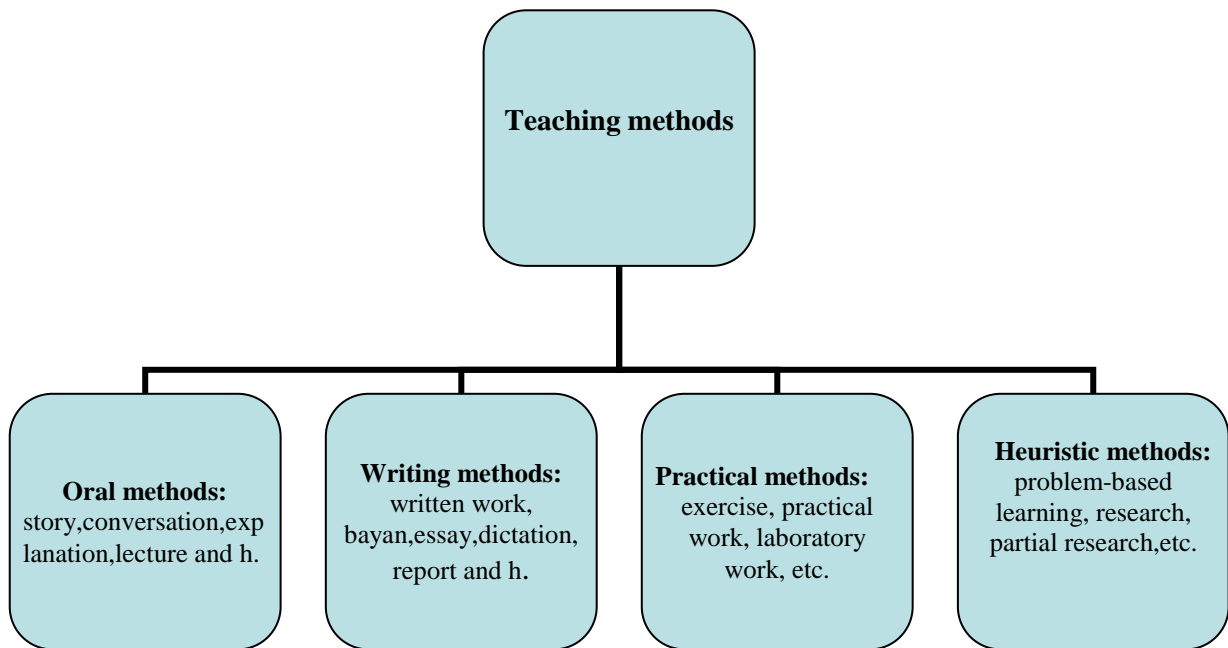 Teaching methods
Oral methods:
story,conversation,exp
lanation,lecture and h.
Writing methods:
written work,
bayan,essay,dictation,
report and h.
Practical methods:
exercise, practical
work, laboratory
work, etc.
Heuristic methods:
problem-based
learning, research,
partial research,etc.